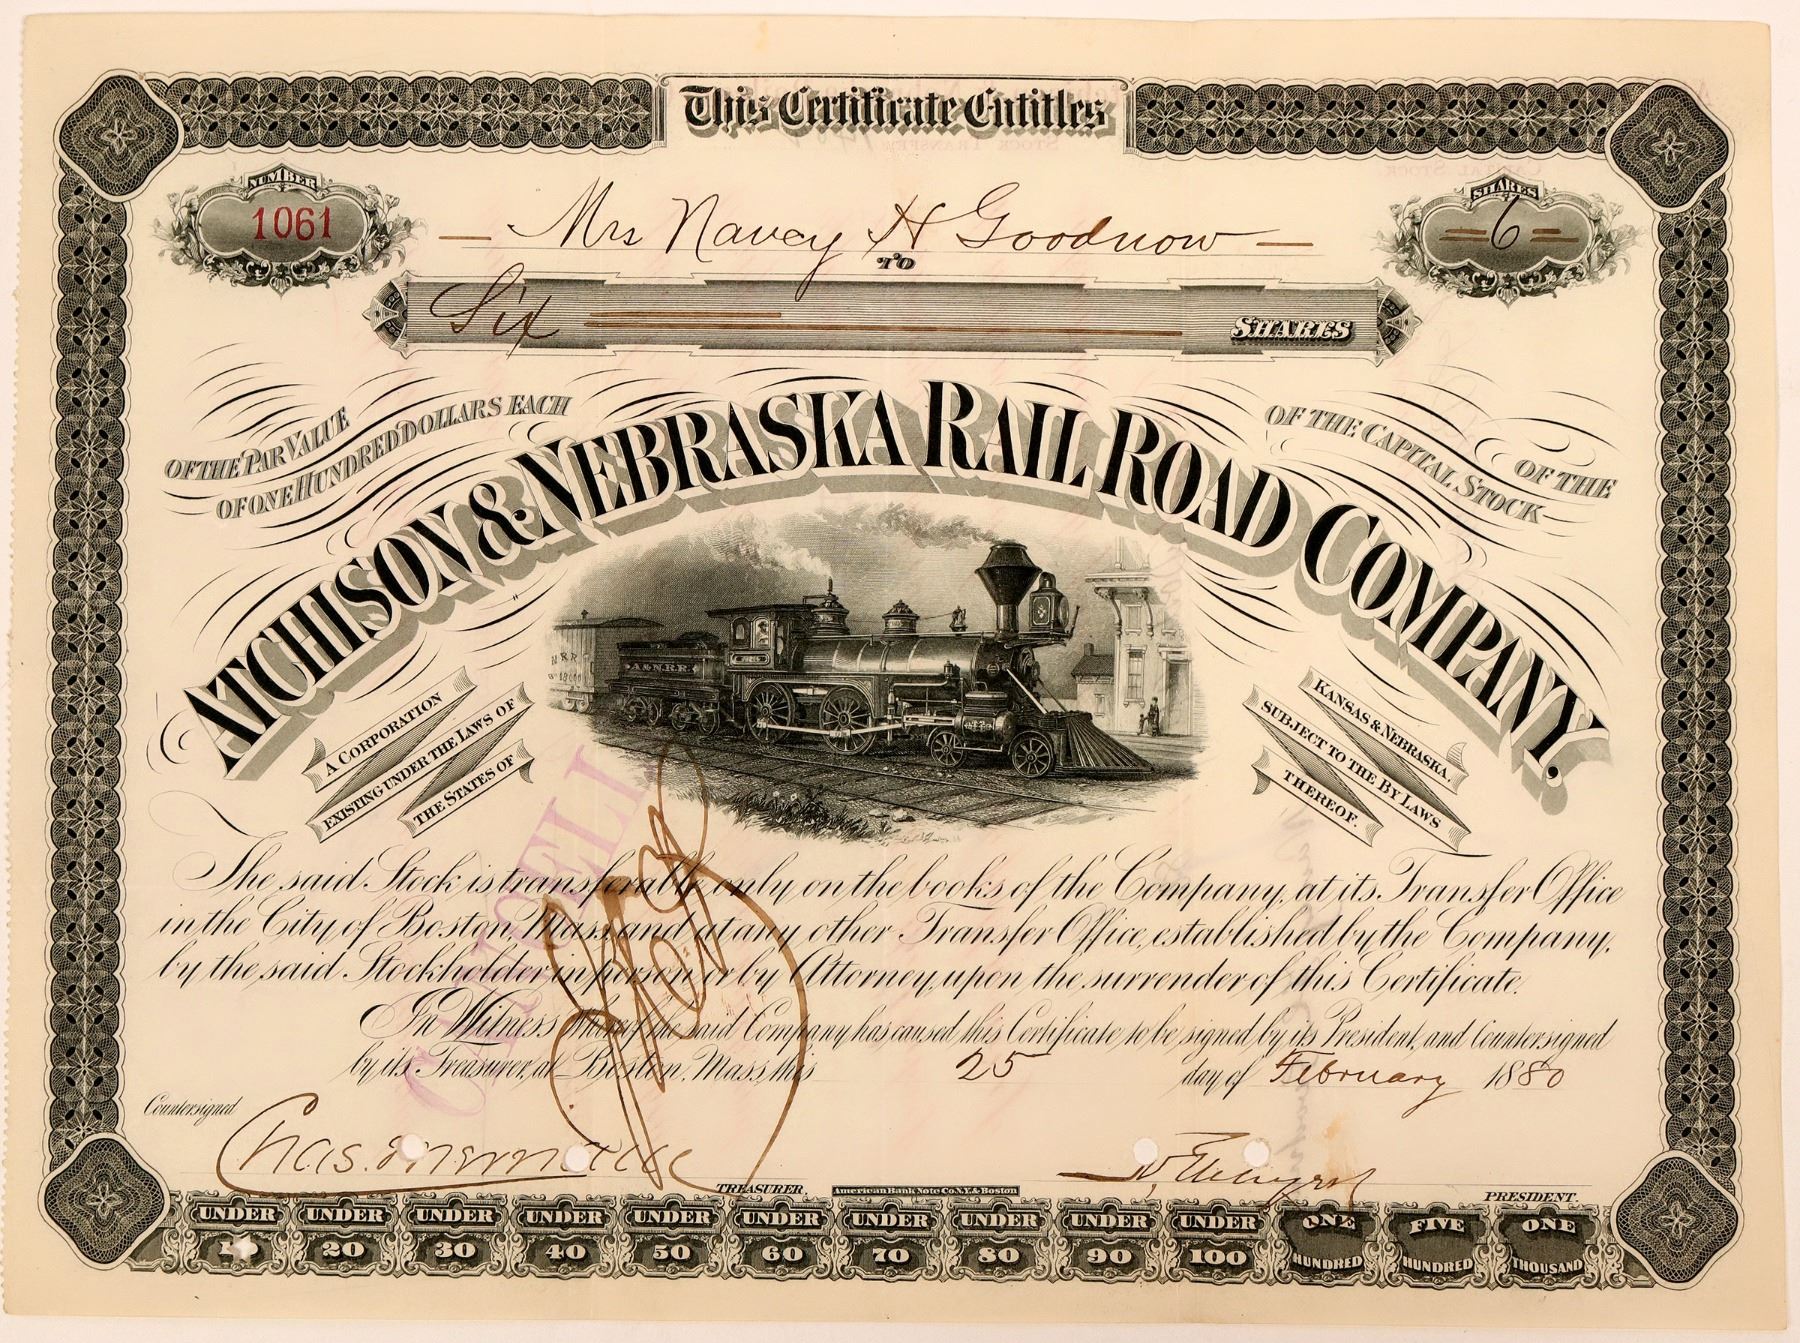 This Certificate Entitles
NUMBER
1061
SHARES
6
Mrs Nancy H Goodnow
TO
Six SHARES
OF THE PAR VALUE
OF ONE HUNDRED DOLLARS EACH
OF THE CAPITAL STOCK
OF THE
ATCHISON & NEBRASKA RAIL ROAD COMPANY.
A. & N.R.R.
A CORPORATION
EXISTING UNDER THE LAWS OF
THE STATES OF
KANSAS & NEBRASKA.
SUBJECT TO THE BY LAWS
THEREOF.
CANCELL
The said Stock is transferable only on the books of the Company, at its Transfer Office
in the City of Boston, Mass, and at any other Transfer Office, established by the Company,
by the said Stockholder in person, or by Attorney, upon the surrender of this Certificate.
In Witness Whereof the said Company has caused this Certificate to be signed by its President, and Countersigned
by its Treasurer, at Boston, Mass, this 25 day of February 1880
Countersigned
Chas. Merriam
TREASURER.
American Bank Note Co. N.Y. & Boston
PRESIDENT.
UNDER UNDER UNDER UNDER UNDER UNDER UNDER UNDER UNDER UNDER ONE FIVE ONE
20 30 40 50 60 70 80 90 100 HUNDRED HUNDRED THOUSAND